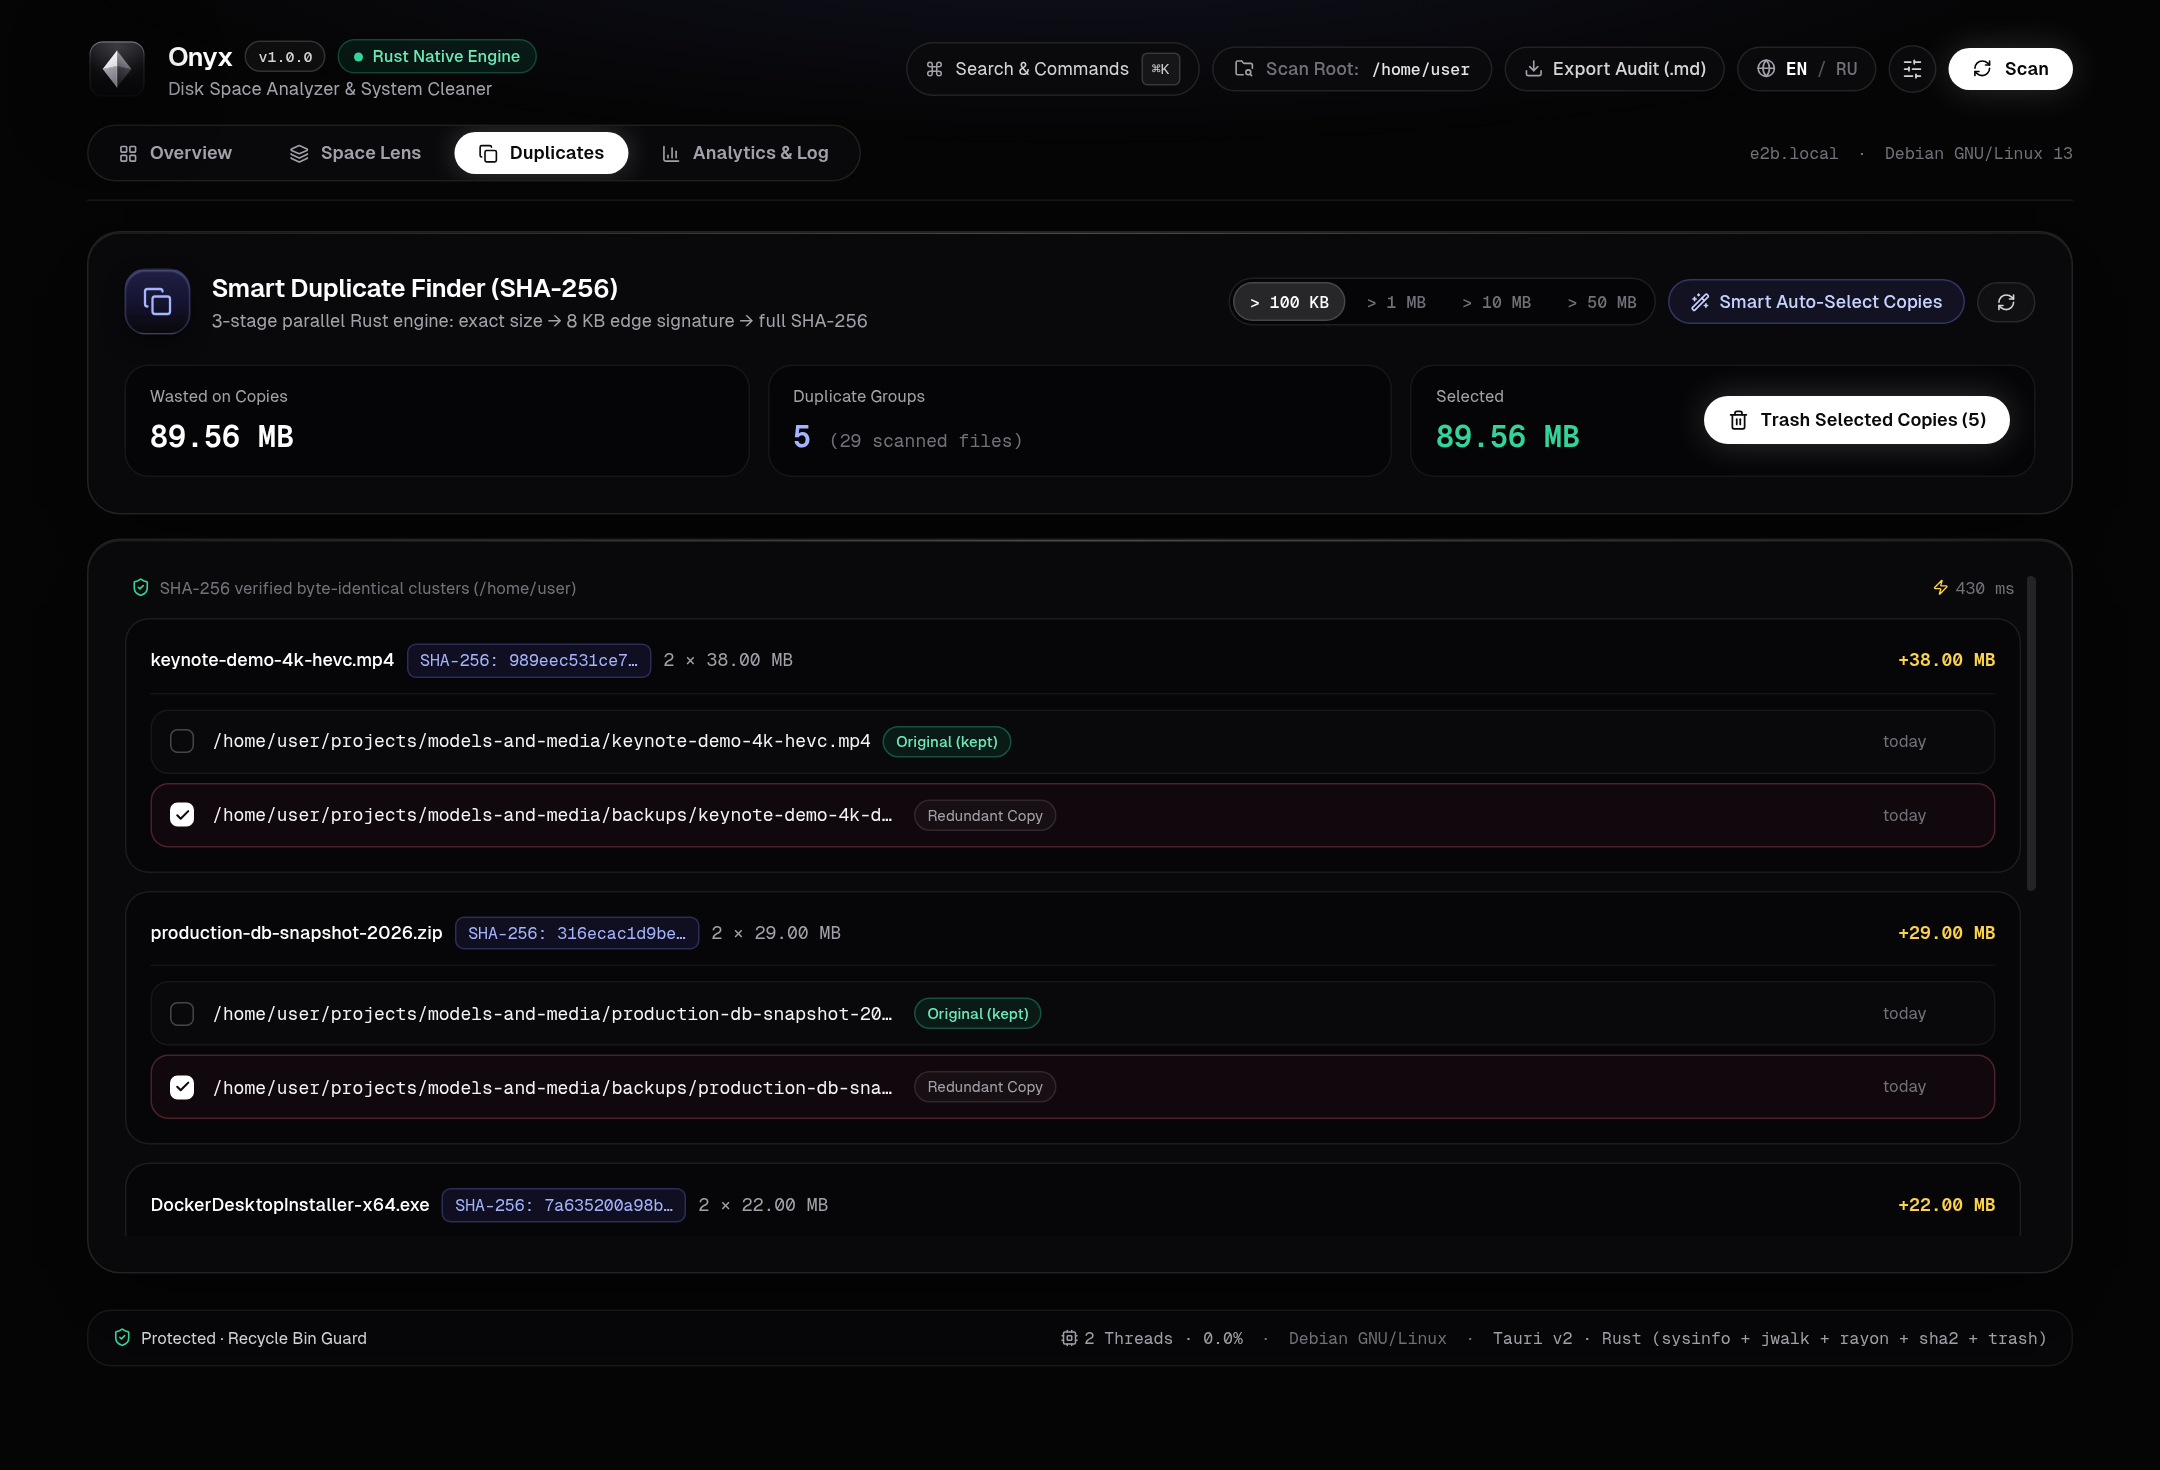 Onyx v1.0.0 Rust Native Engine
Disk Space Analyzer & System Cleaner
Search & Commands ⌘K
Scan Root: /home/user
Export Audit (.md)
EN / RU
Scan
Overview
Space Lens
Duplicates
Analytics & Log
e2b.local · Debian GNU/Linux 13
Smart Duplicate Finder (SHA-256)
3-stage parallel Rust engine: exact size → 8 KB edge signature → full SHA-256
> 100 KB > 1 MB > 10 MB > 50 MB
Smart Auto-Select Copies
Wasted on Copies
89.56 MB
Duplicate Groups
5 (29 scanned files)
Selected
89.56 MB
Trash Selected Copies (5)
SHA-256 verified byte-identical clusters (/home/user)
430 ms
keynote-demo-4k-hevc.mp4 SHA-256: 989eec531ce7… 2 × 38.00 MB +38.00 MB
/home/user/projects/models-and-media/keynote-demo-4k-hevc.mp4 Original (kept) today
/home/user/projects/models-and-media/backups/keynote-demo-4k-d… Redundant Copy today
production-db-snapshot-2026.zip SHA-256: 316ecac1d9be… 2 × 29.00 MB +29.00 MB
/home/user/projects/models-and-media/production-db-snapshot-20… Original (kept) today
/home/user/projects/models-and-media/backups/production-db-sna… Redundant Copy today
DockerDesktopInstaller-x64.exe SHA-256: 7a635200a98b… 2 × 22.00 MB +22.00 MB
Protected · Recycle Bin Guard
2 Threads · 0.0% · Debian GNU/Linux · Tauri v2 · Rust (sysinfo + jwalk + rayon + sha2 + trash)